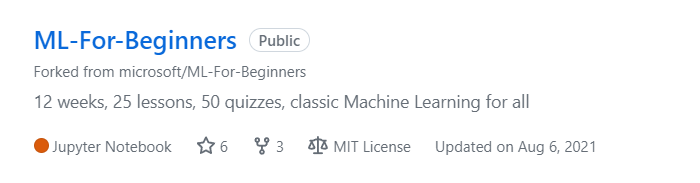 ML-For-Beginners Public
Forked from microsoft/ML-For-Beginners
12 weeks, 25 lessons, 50 quizzes, classic Machine Learning for all
Jupyter Notebook 6 3 MIT License Updated on Aug 6, 2021